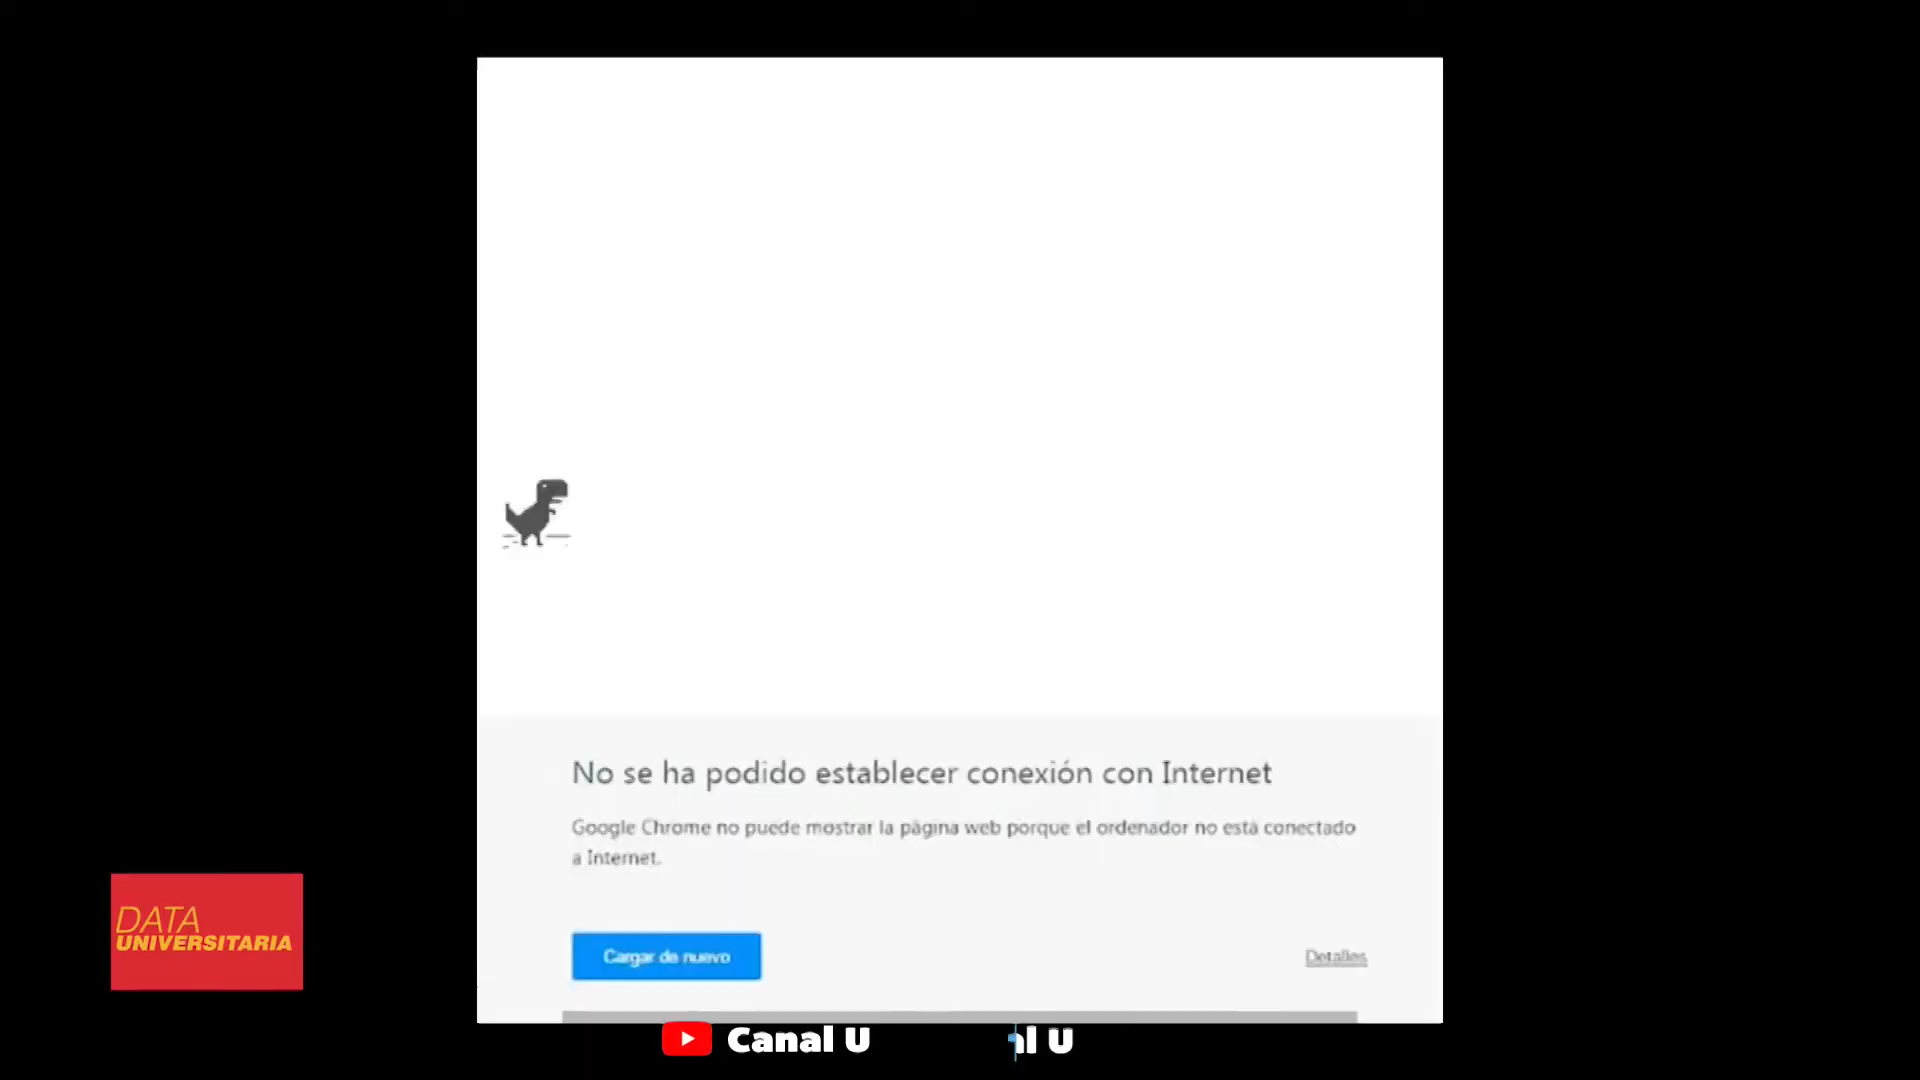 No se ha podido establecer conexión con Internet
Google Chrome no puede mostrar la página web porque el ordenador no está conectado
a Internet.
Cargar de nuevo
Detalles
DATA
UNIVERSITARIA
Canal U
al U